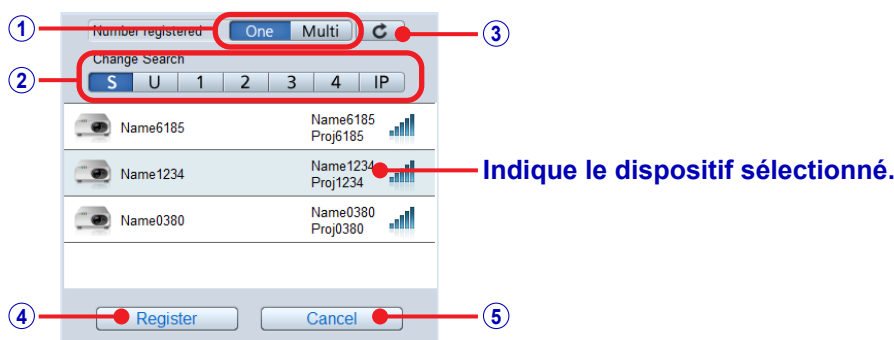 ① Number registered One Multi ③
Change Search
② S U 1 2 3 4 IP
Name6185 Name6185
Proj6185
Name1234 Name1234 Indique le dispositif sélectionné.
Proj1234
Name0380 Name0380
Proj0380
④ Register Cancel ⑤